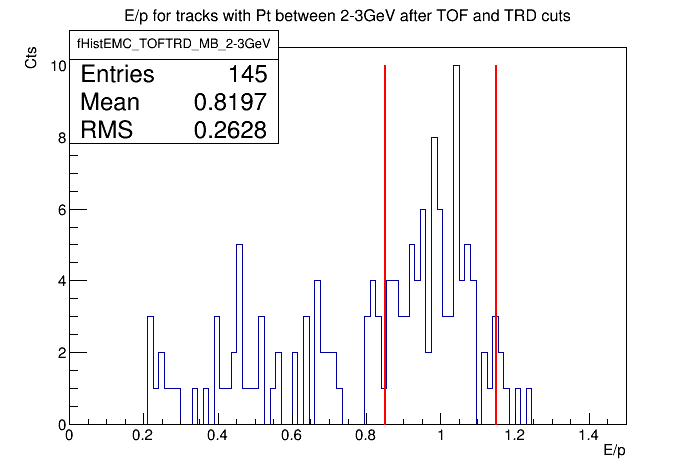 E/p for tracks with Pt between 2-3GeV after TOF and TRD cuts
fHistEMC_TOFTRD_MB_2-3GeV
Entries 145
Mean 0.8197
RMS 0.2628
Cts
10
8
6
4
2
0
0 0.2 0.4 0.6 0.8 1 1.2 1.4
E/p